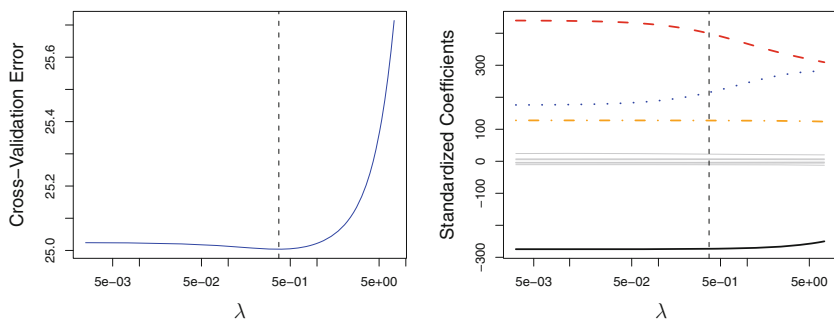 Cross−Validation Error
25.0
25.2
25.4
25.6
5e−03
5e−02
5e−01
5e+00
λ
Standardized Coefficients
−300
−100
0
100
300
5e−03
5e−02
5e−01
5e+00
λ